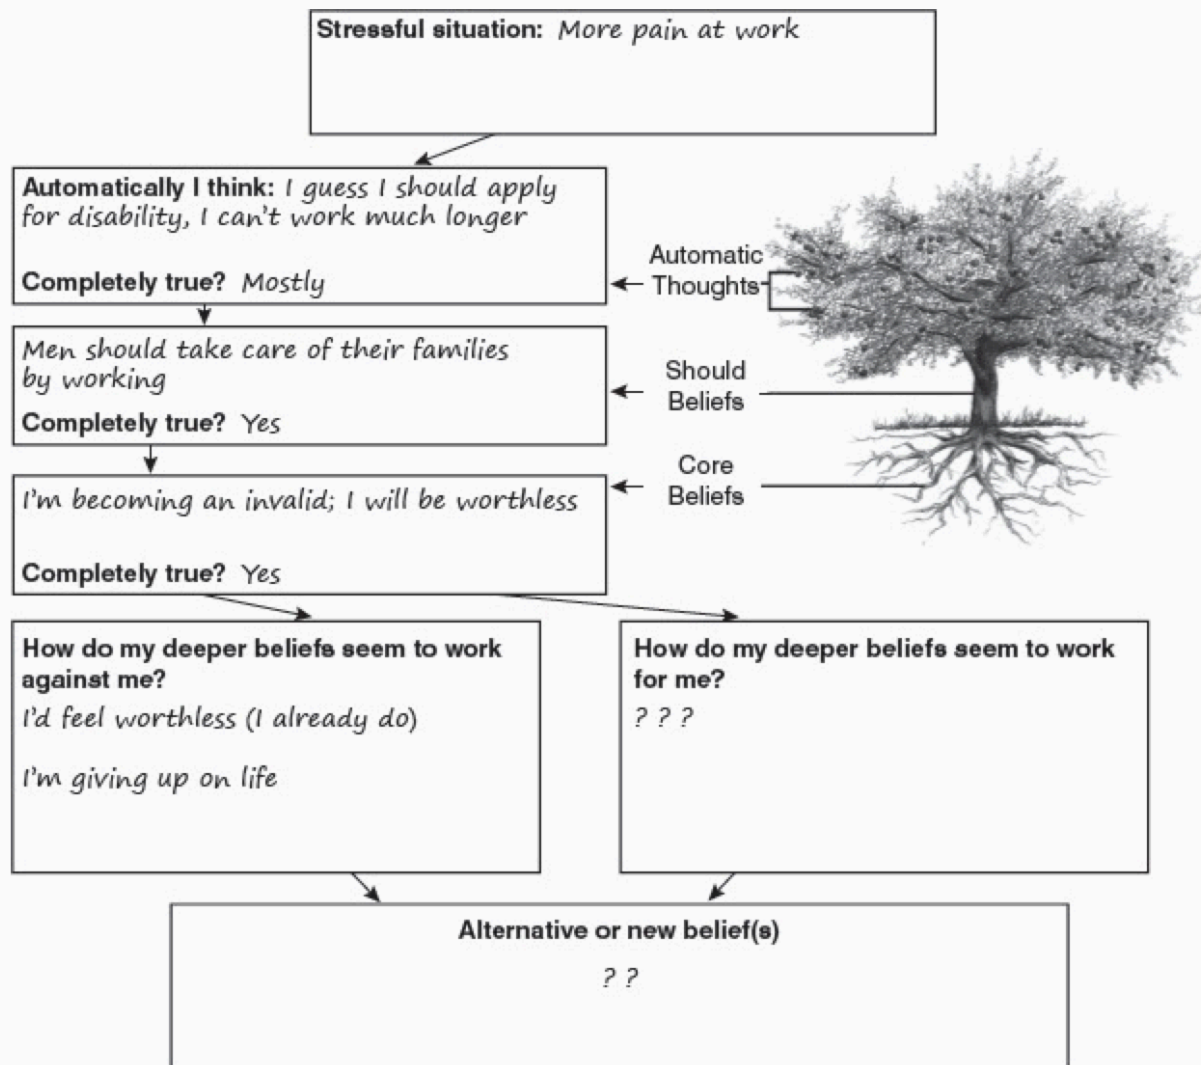 Stressful situation: More pain at work
Automatically I think: I guess I should apply
for disability, I can't work much longer
Completely true? Mostly
Automatic
Thoughts
Men should take care of their families
by working
Completely true? Yes
Should
Beliefs
I'm becoming an invalid; I will be worthless
Completely true? Yes
Core
Beliefs
How do my deeper beliefs seem to work
against me?
I'd feel worthless (I already do)
I'm giving up on life
How do my deeper beliefs seem to work
for me?
? ? ?
Alternative or new belief(s)
? ?